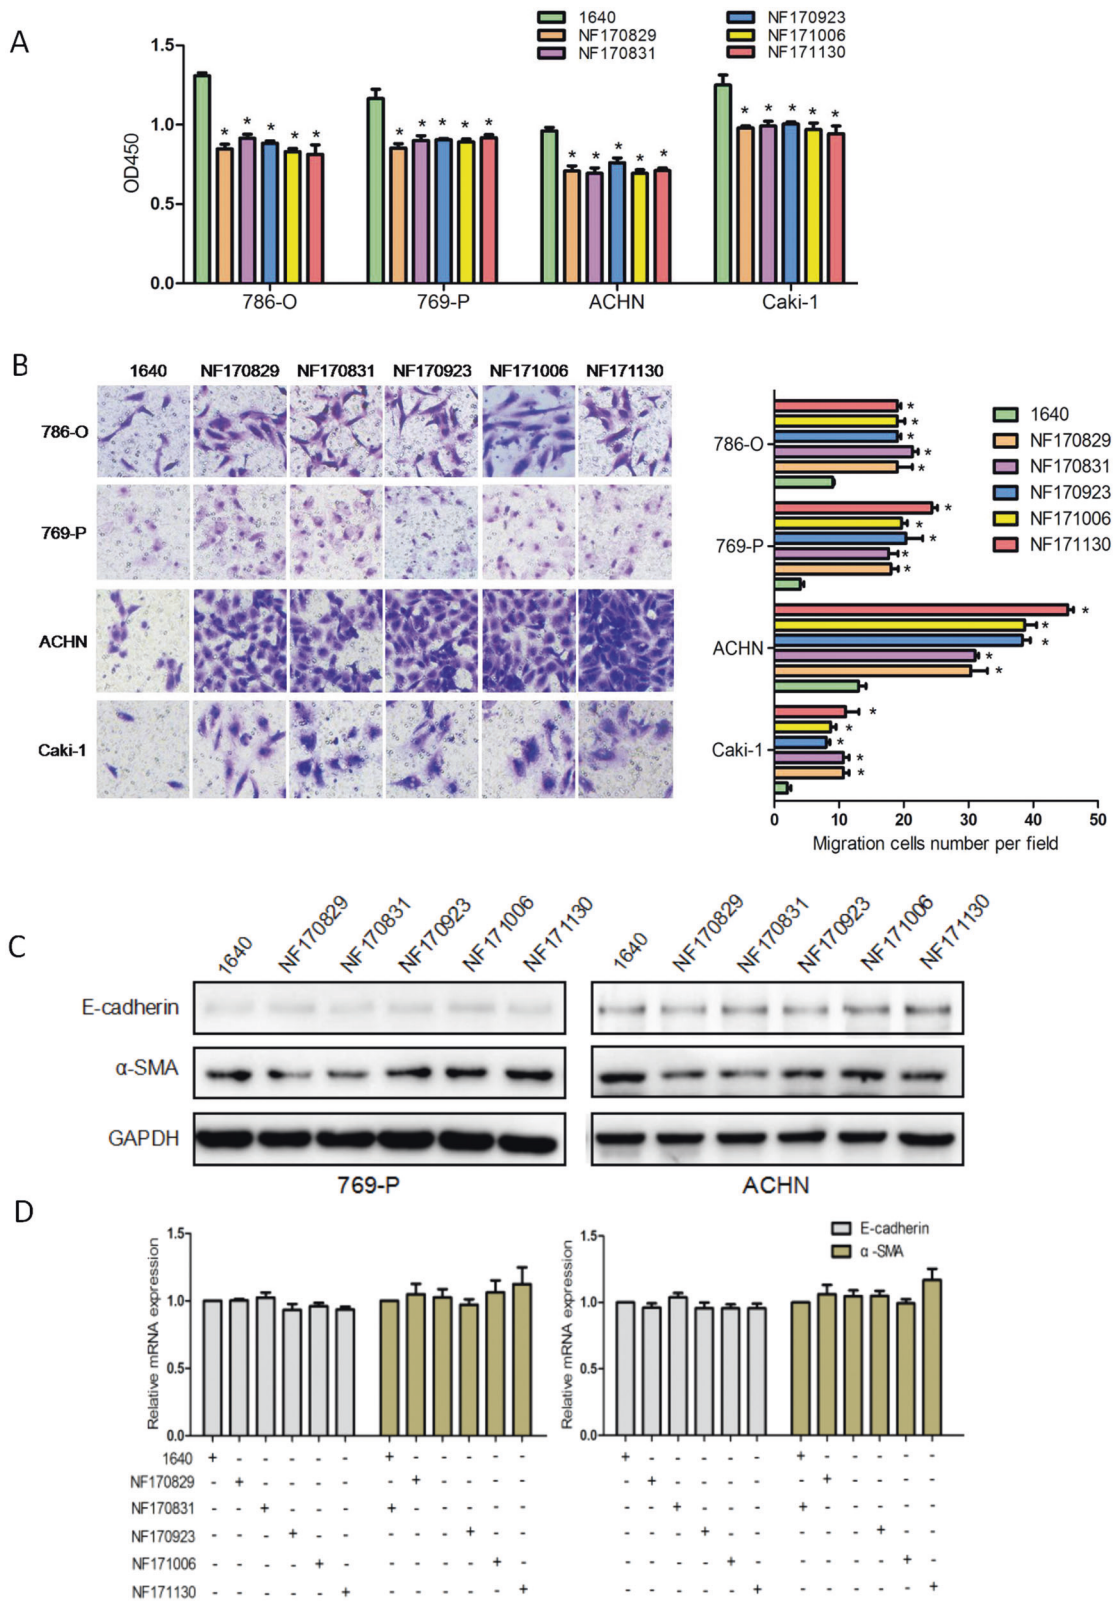 A
1640
NF170829
NF170831
NF170923
NF171006
NF171130
OD450
1.5
1.0
0.5
0.0
* * * * *
* * * * *
* * * * *
* * * * *
786-O 769-P ACHN Caki-1
B
1640 NF170829 NF170831 NF170923 NF171006 NF171130
786-O
769-P
ACHN
Caki-1
786-O
769-P
ACHN
Caki-1
* * * * *
* * * * *
* * * * *
* * * * *
0 10 20 30 40 50
Migration cells number per field
1640
NF170829
NF170831
NF170923
NF171006
NF171130
C
1640 NF170829 NF170831 NF170923 NF171006 NF171130
1640 NF170829 NF170831 NF170923 NF171006 NF171130
E-cadherin
α-SMA
GAPDH
769-P ACHN
D
Relative mRNA expression
1.5
1.0
0.5
0.0
Relative mRNA expression
1.5
1.0
0.5
0.0
E-cadherin
α -SMA
1640 + - - - - - + - - - - - + - - - - - + - - - - -
NF170829 - + - - - - - + - - - - - + - - - - - + - - - -
NF170831 - - + - - - + - - - - - - - + - - - + - - - - -
NF170923 - - - + - - - - - + - - - - - + - - - - - + - -
NF171006 - - - - + - - - - - + - - - - - + - - - - - + -
NF171130 - - - - - + - - - - - + - - - - - + - - - - - +